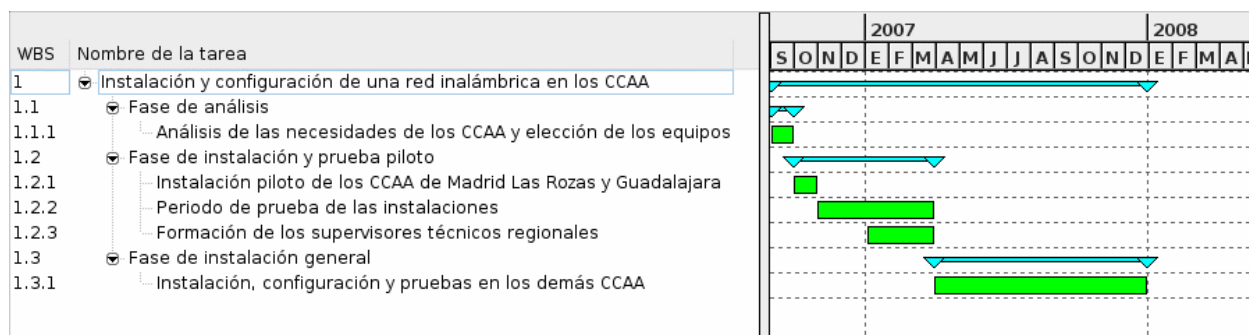 2007 2008
WBS Nombre de la tarea S O N D E F M A M J J A S O N D E F M A
1 Instalación y configuración de una red inalámbrica en los CCAA
1.1 Fase de análisis
1.1.1 Análisis de las necesidades de los CCAA y elección de los equipos
1.2 Fase de instalación y prueba piloto
1.2.1 Instalación piloto de los CCAA de Madrid Las Rozas y Guadalajara
1.2.2 Periodo de prueba de las instalaciones
1.2.3 Formación de los supervisores técnicos regionales
1.3 Fase de instalación general
1.3.1 Instalación, configuración y pruebas en los demás CCAA